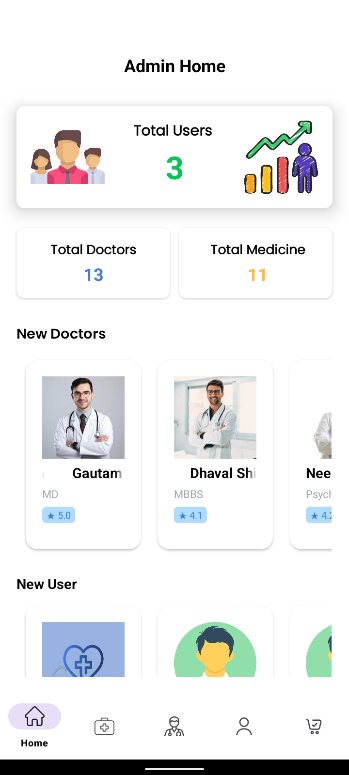 Admin Home
Total Users
3
Total Doctors
13
Total Medicine
11
New Doctors
Gautam
Dhaval Shi
Nee
MD
MBBS
Psych
★ 5.0
★ 4.1
★ 4.2
New User
Home